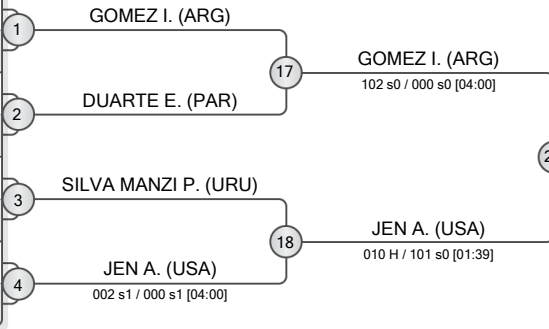 1
GOMEZ I. (ARG)
17
GOMEZ I. (ARG)
102 s0 / 000 s0 [04:00]
2
DUARTE E. (PAR)
3
SILVA MANZI P. (URU)
18
JEN A. (USA)
010 H / 101 s0 [01:39]
4
JEN A. (USA)
002 s1 / 000 s1 [04:00]